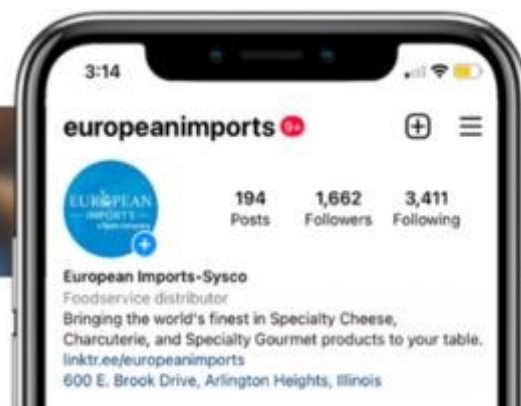 3:14
europeanimports 9+
EUROPEAN
IMPORTS
194 1,662 3,411
Posts Followers Following
European Imports-Sysco
Foodservice distributor
Bringing the world's finest in Specialty Cheese,
Charcuterie, and Specialty Gourmet products to your table.
linktr.ee/europeanimports
600 E. Brook Drive, Arlington Heights, Illinois